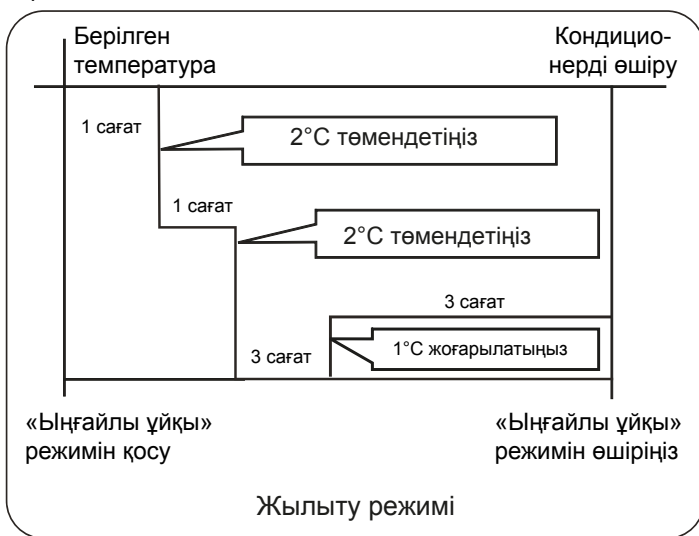 Берілген
температура
Кондицио-
нерді өшіру
1 сағат
2°C төмендетіңіз
1 сағат
2°C төмендетіңіз
3 сағат
1°C жоғарылатыңыз
3 сағат
«Ыңғайлы ұйқы»
режимін қосу
«Ыңғайлы ұйқы»
режимін өшіріңіз
Жылыту режимі